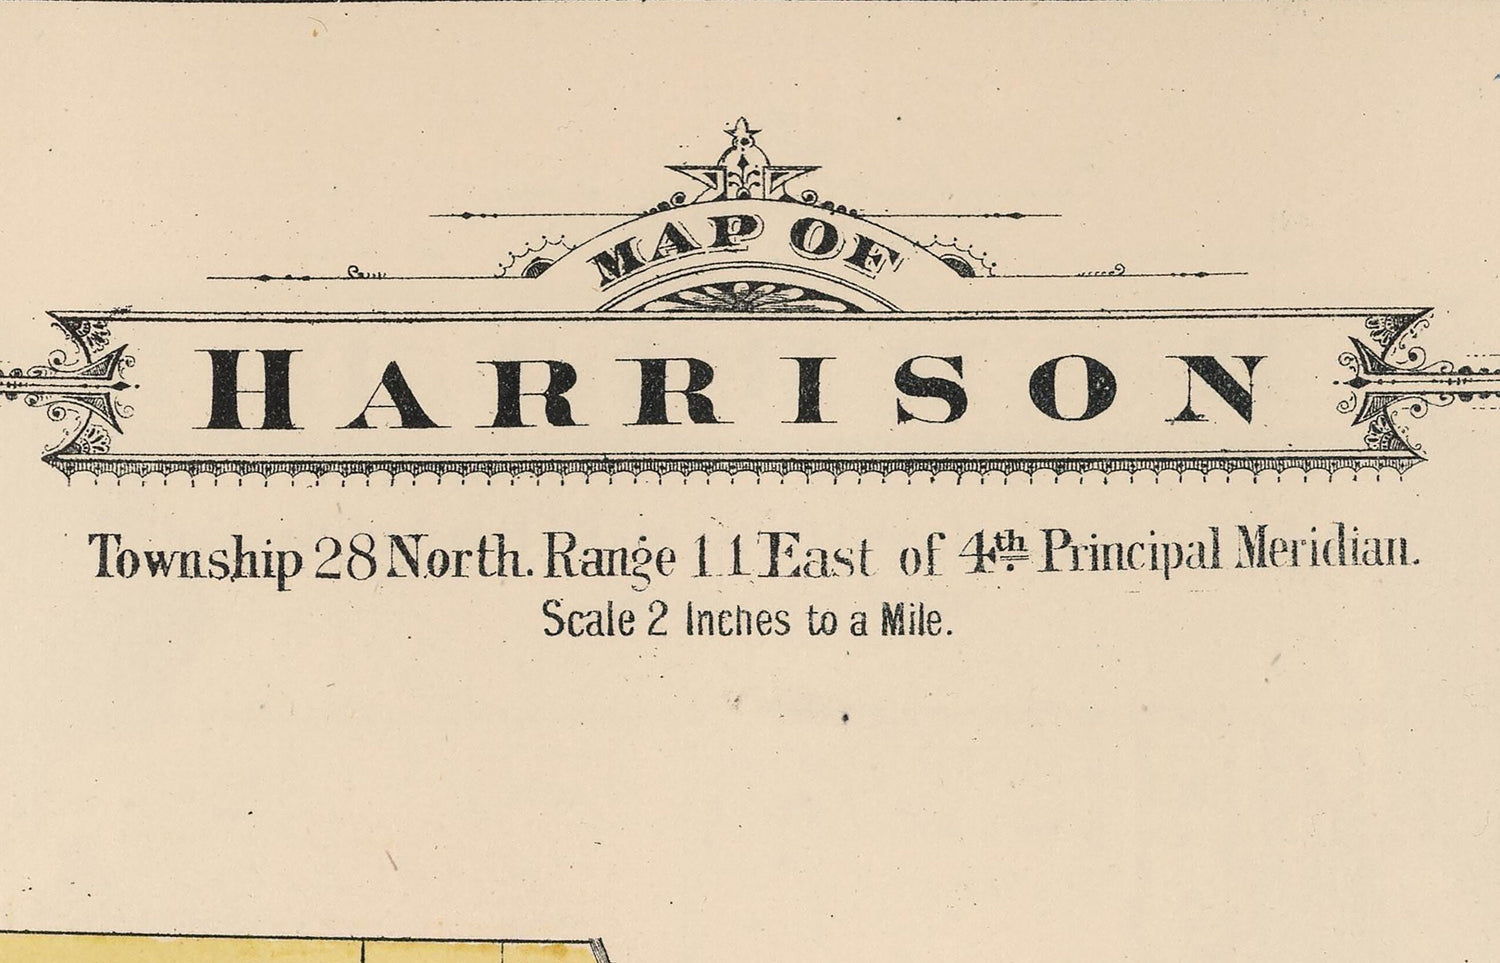 MAP OF
HARRISON
Township 28 North. Range 11 East of 4th Principal Meridian.
Scale 2 Inches to a Mile.